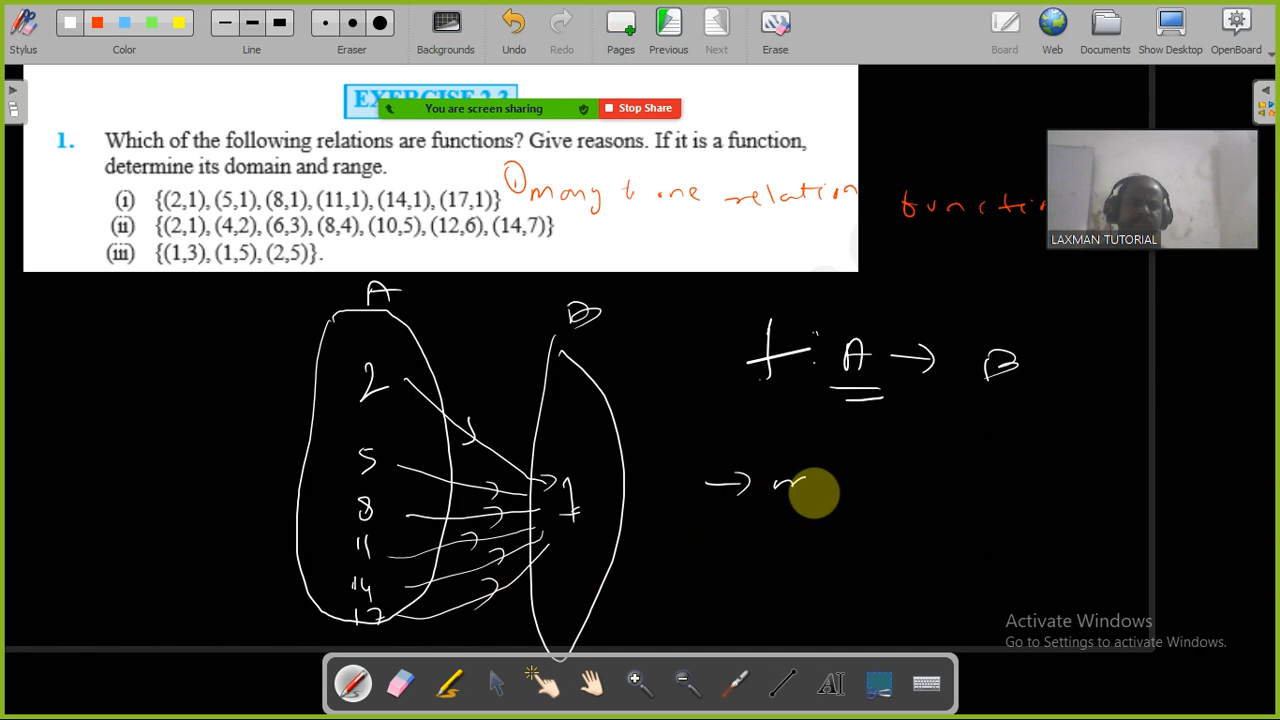 Stylus Color Line Eraser Backgrounds Undo Redo Pages Previous Next Erase Board Web Documents Show Desktop OpenBoard
You are screen sharing Stop Share
1. Which of the following relations are functions? Give reasons. If it is a function,
determine its domain and range.
(i) {(2,1), (5,1), (8,1), (11,1), (14,1), (17,1)}
(ii) {(2,1), (4,2), (6,3), (8,4), (10,5), (12,6), (14,7)}
(iii) {(1,3), (1,5), (2,5)}.
① many to one relation
LAXMAN TUTORIAL
A
B
2
5
8
11
14
17
1
f: A → B
→
Activate Windows
Go to Settings to activate Windows.